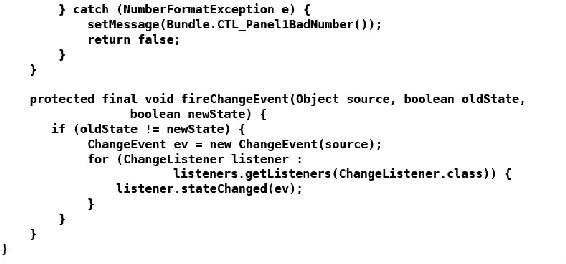 } catch (NumberFormatException e) {
setMessage(Bundle.CTL_Panel1BadNumber());
return false;
}
}
protected final void fireChangeEvent(Object source, boolean oldState,
boolean newState) {
if (oldState != newState) {
ChangeEvent ev = new ChangeEvent(source);
for (ChangeListener listener :
listeners.getListeners(ChangeListener.class)) {
listener.stateChanged(ev);
}
}
}
}